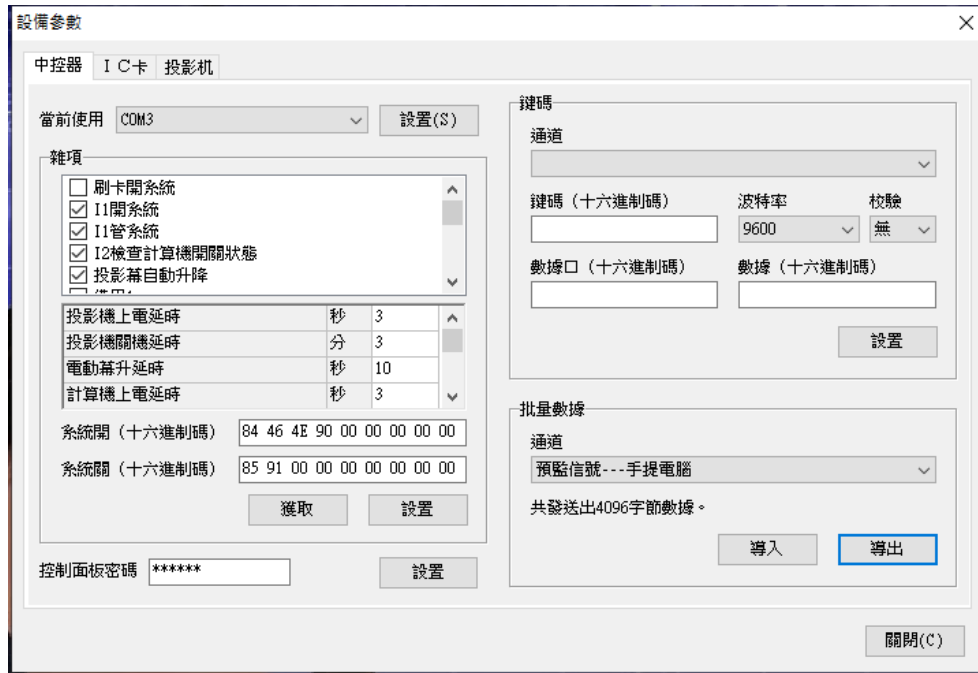 設備參數
中控器 ＩＣ卡 投影机
當前使用 COM3 設置(S)
雜項
刷卡開系統
I1開系統
I1管系統
I2檢查計算機開關狀態
投影幕自動升降
投影機上電延時 秒 3
投影機關機延時 分 3
電動幕升延時 秒 10
計算機上電延時 秒 3
系統開（十六進制碼） 84 46 4E 90 00 00 00 00 00
系統關（十六進制碼） 85 91 00 00 00 00 00 00 00
獲取 設置
控制面板密碼 ****** 設置
鍵碼
通道
鍵碼（十六進制碼） 波特率 校驗
9600 無
數據口（十六進制碼） 數據（十六進制碼）
設置
批量數據
通道
預監信號---手提電腦
共發送出4096字節數據。
導入 導出
關閉(C)